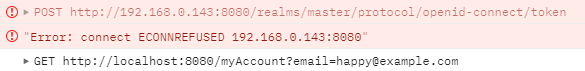 POST http://192.168.0.143:8080/realms/master/protocol/openid-connect/token
"Error: connect ECONNREFUSED 192.168.0.143:8080"
GET http://localhost:8080/myAccount?email=happy@example.com